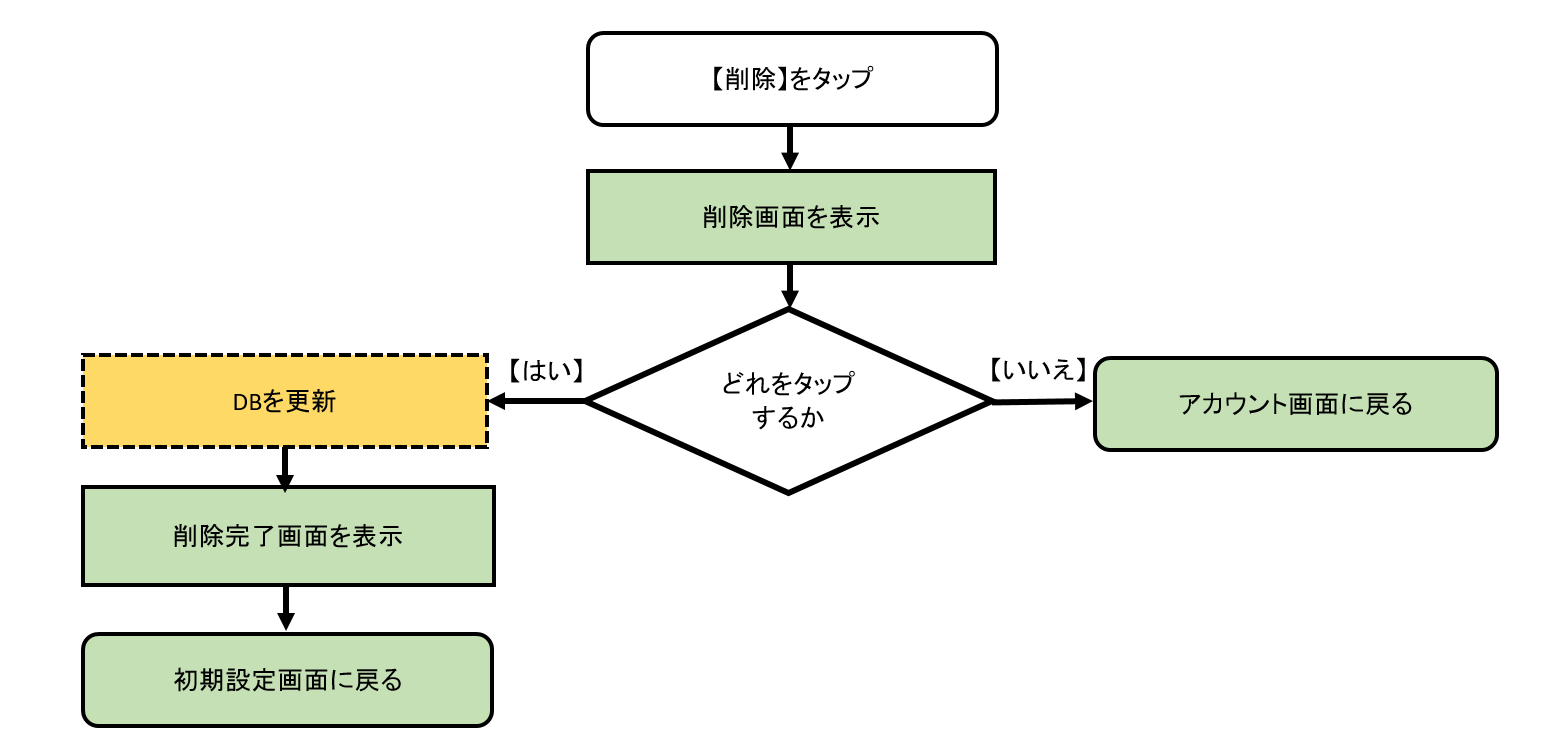 【削除】をタップ
削除画面を表示
どれをタップ
するか
【はい】
【いいえ】
DBを更新
アカウント画面に戻る
削除完了画面を表示
初期設定画面に戻る